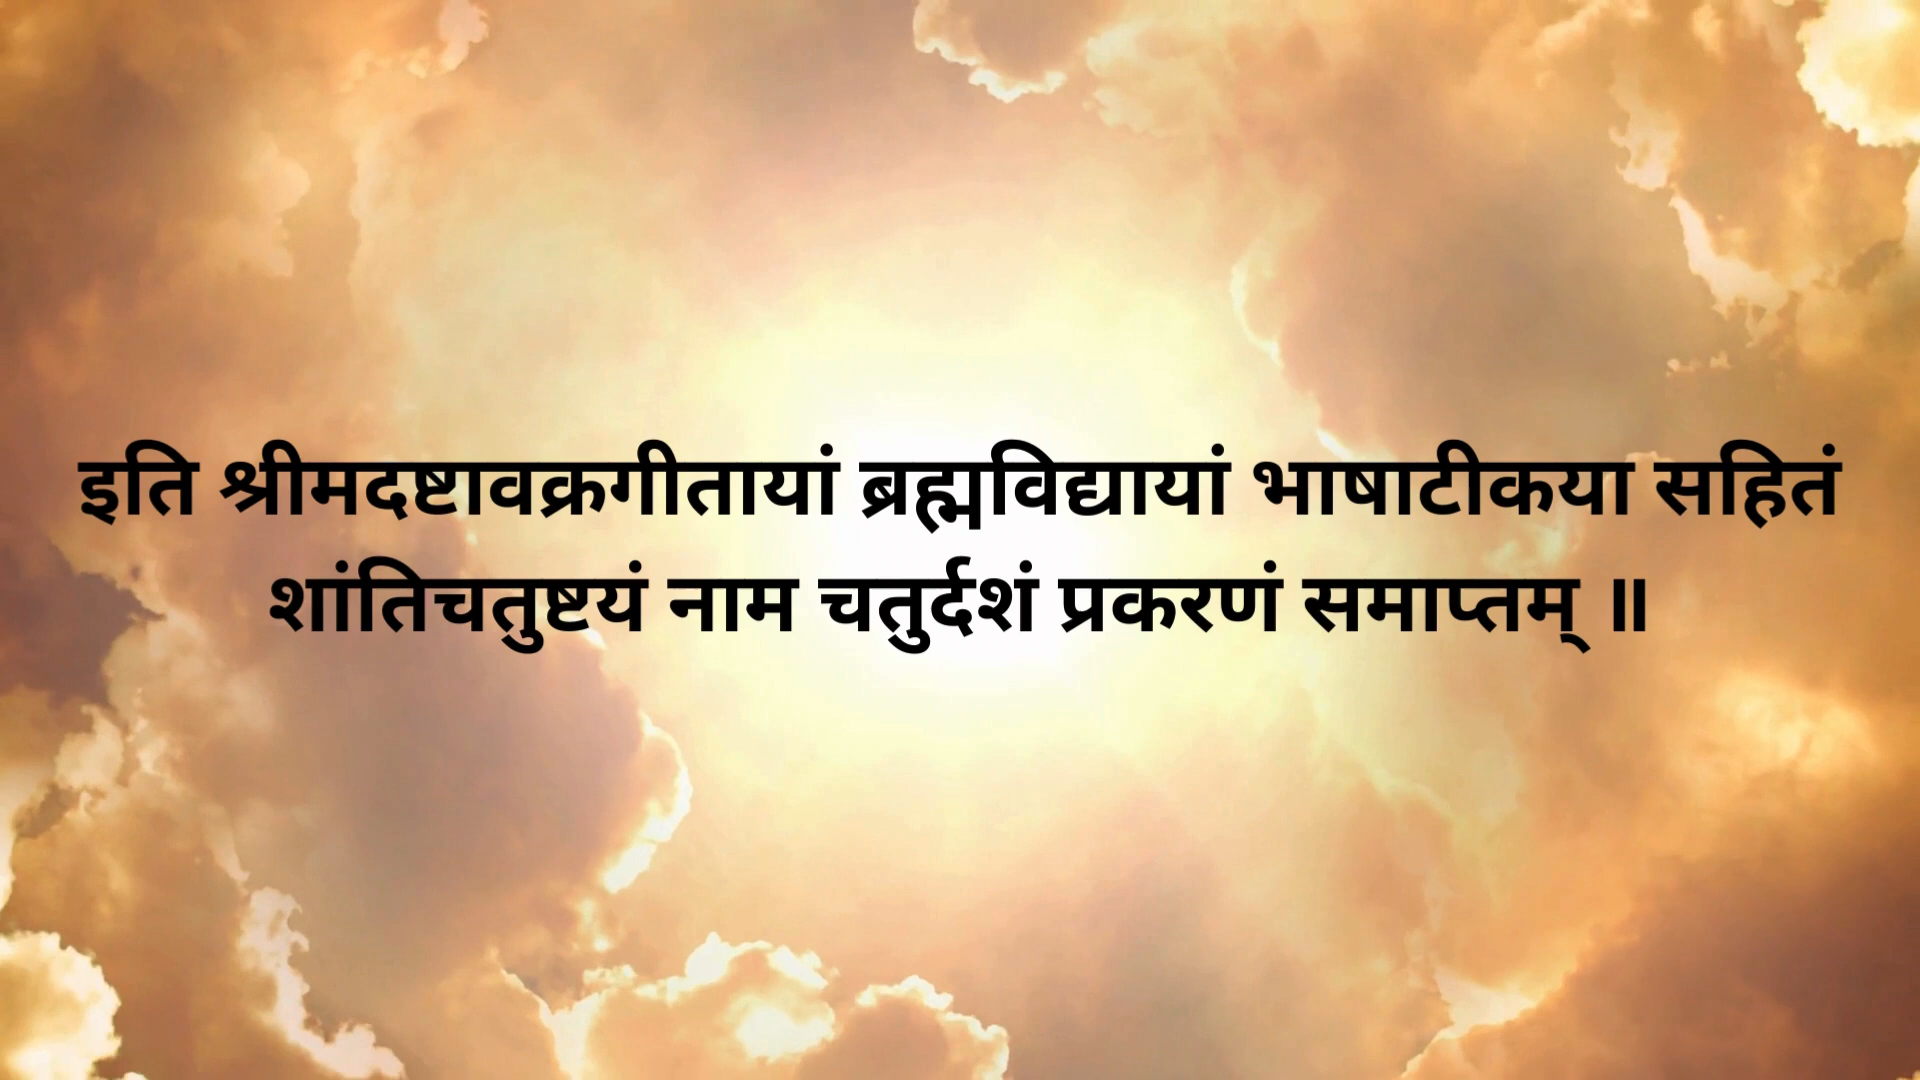 इति श्रीमदष्टावक्रगीतायां ब्रह्मविद्यायां भाषाटीकया सहितं
शांतिचतुष्टयं नाम चतुर्दशं प्रकरणं समाप्तम् ॥